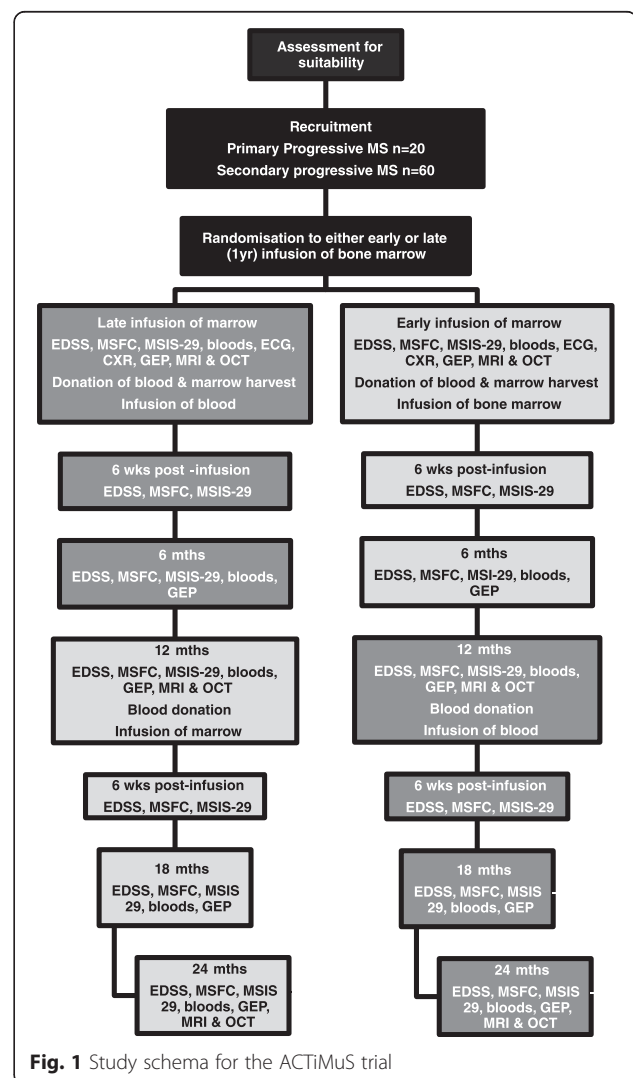 Assessment for
suitability
Recruitment
Primary Progressive MS n=20
Secondary progressive MS n=60
Randomisation to either early or late
(1yr) infusion of bone marrow
Late infusion of marrow
EDSS, MSFC, MSIS-29, bloods, ECG,
CXR, GEP, MRI & OCT
Donation of blood & marrow harvest
Infusion of blood
Early infusion of marrow
EDSS, MSFC, MSIS-29, bloods, ECG,
CXR, GEP, MRI & OCT
Donation of blood & marrow harvest
Infusion of bone marrow
6 wks post -infusion
EDSS, MSFC, MSIS-29
6 wks post-infusion
EDSS, MSFC, MSIS-29
6 mths
EDSS, MSFC, MSIS-29, bloods,
GEP
6 mths
EDSS, MSFC, MSI-29, bloods,
GEP
12 mths
EDSS, MSFC, MSIS-29, bloods,
GEP, MRI & OCT
Blood donation
Infusion of marrow
12 mths
EDSS, MSFC, MSIS-29, bloods,
GEP, MRI & OCT
Blood donation
Infusion of blood
6 wks post-infusion
EDSS, MSFC, MSIS-29
6 wks post-infusion
EDSS, MSFC, MSIS-29
18 mths
EDSS, MSFC, MSIS
29, bloods, GEP
18 mths
EDSS, MSFC, MSIS
29, bloods, GEP
24 mths
EDSS, MSFC, MSIS
29, bloods, GEP,
MRI & OCT
24 mths
EDSS, MSFC, MSIS
29, bloods, GEP,
MRI & OCT
Fig. 1 Study schema for the ACTiMuS trial